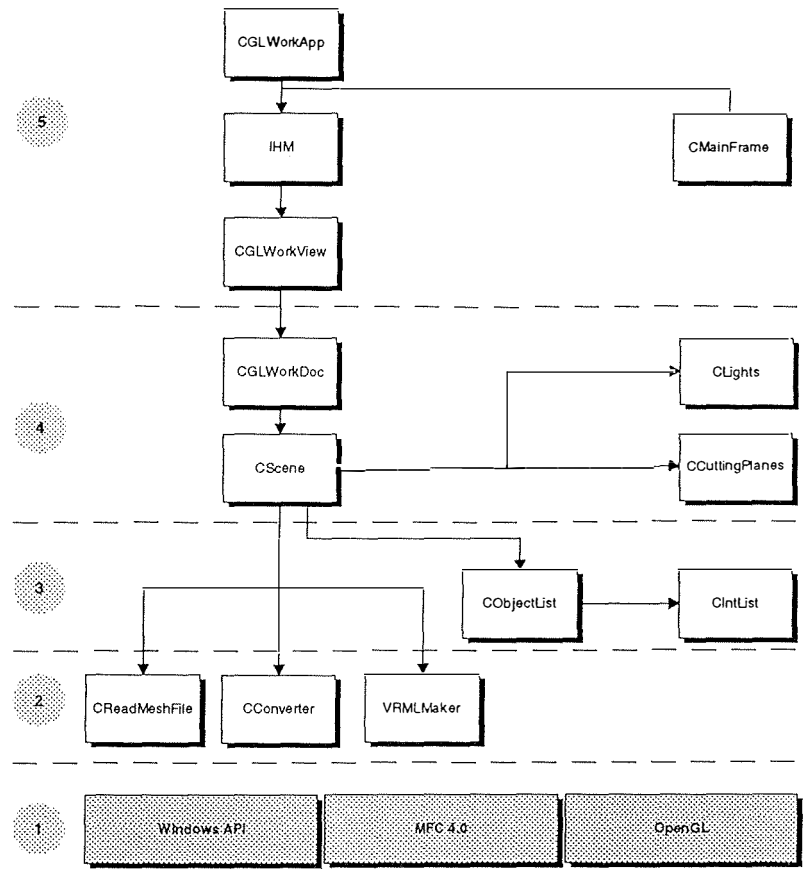 CGLWorkApp
5
IHM
CMainFrame
CGLWorkView
CGLWorkDoc
CLights
4
CScene
CCuttingPlanes
3
CObjectList
CIntList
2
CReadMeshFile
CConverter
VRMLMaker
1
Windows API
MFC 4.0
OpenGL